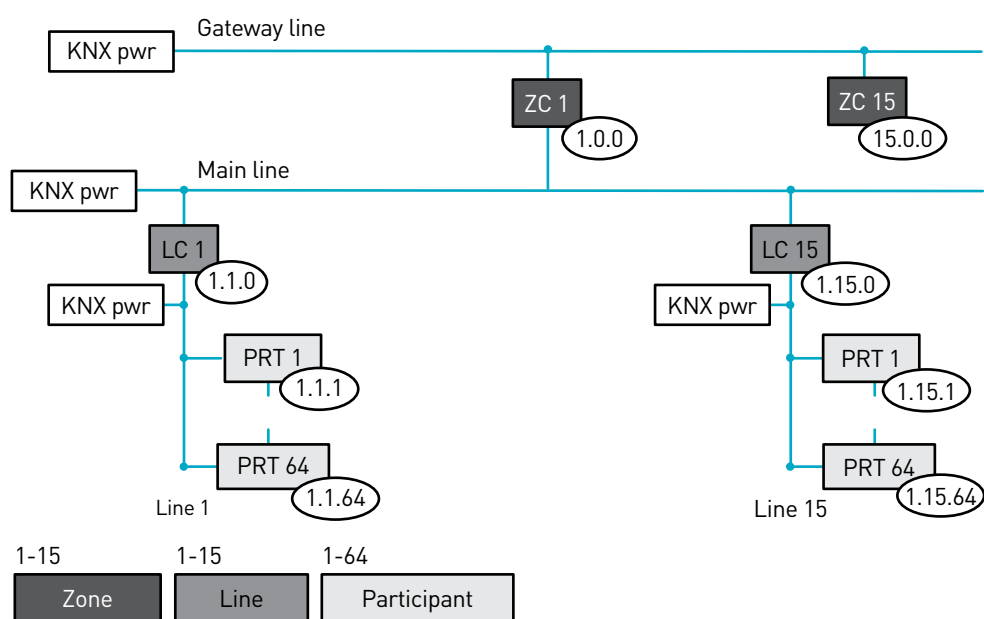 Gateway line
KNX pwr
ZC 1
1.0.0
ZC 15
15.0.0
Main line
KNX pwr
LC 1
1.1.0
LC 15
1.15.0
KNX pwr
KNX pwr
PRT 1
1.1.1
PRT 1
1.15.1
PRT 64
1.1.64
PRT 64
1.15.64
Line 1
Line 15
1-15
1-15
1-64
Zone
Line
Participant